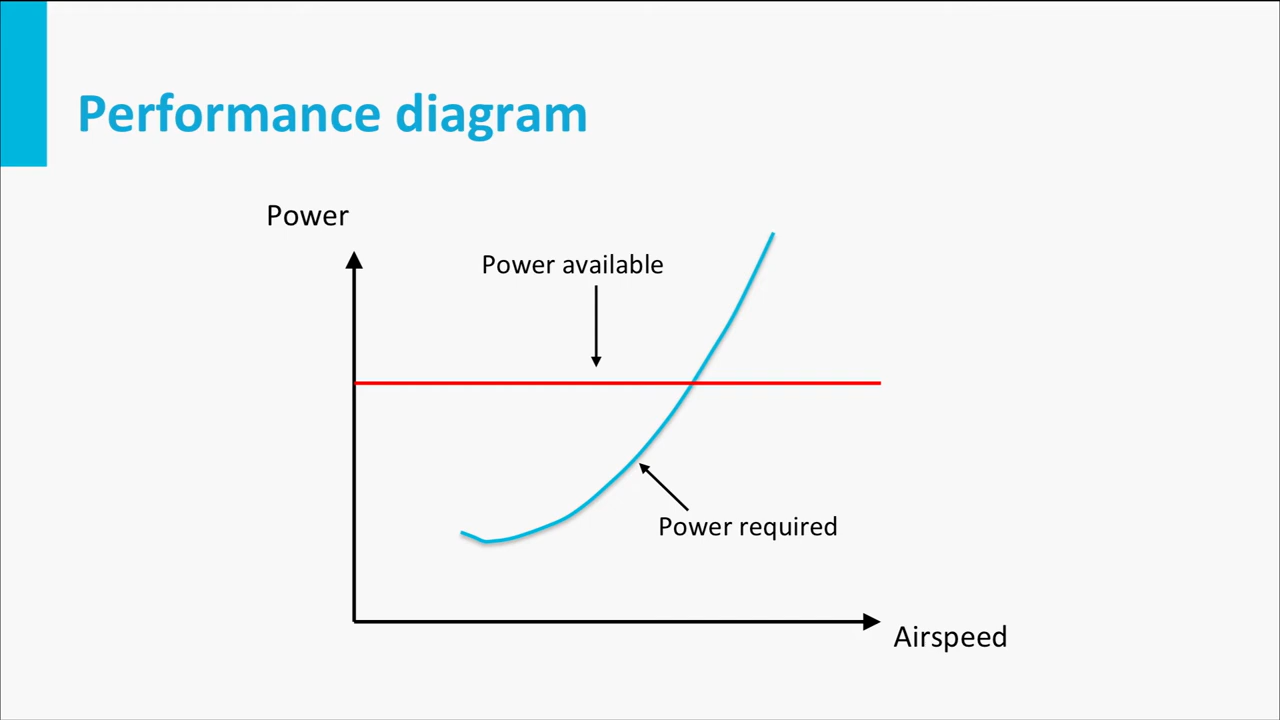 Performance diagram
Power
Power available
Power required
Airspeed